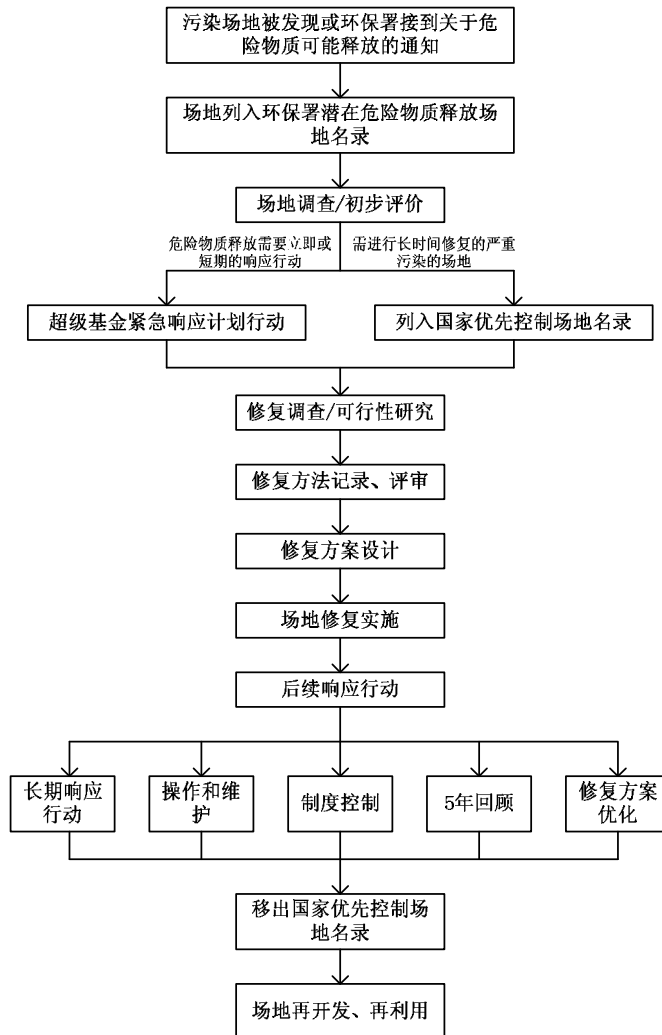 污染场地被发现或环保署接到关于危
险物质可能释放的通知
场地列入环保署潜在危险物质释放场
地名录
场地调查/初步评价
危险物质释放需要立即或
短期的响应行动
需进行长时间修复的严重
污染的场地
超级基金紧急响应计划行动
列入国家优先控制场地名录
修复调查/可行性研究
修复方法记录、评审
修复方案设计
场地修复实施
后续响应行动
长期响应
行动
操作和维
护
制度控制
5年回顾
修复方案
优化
移出国家优先控制场
地名录
场地再开发、再利用